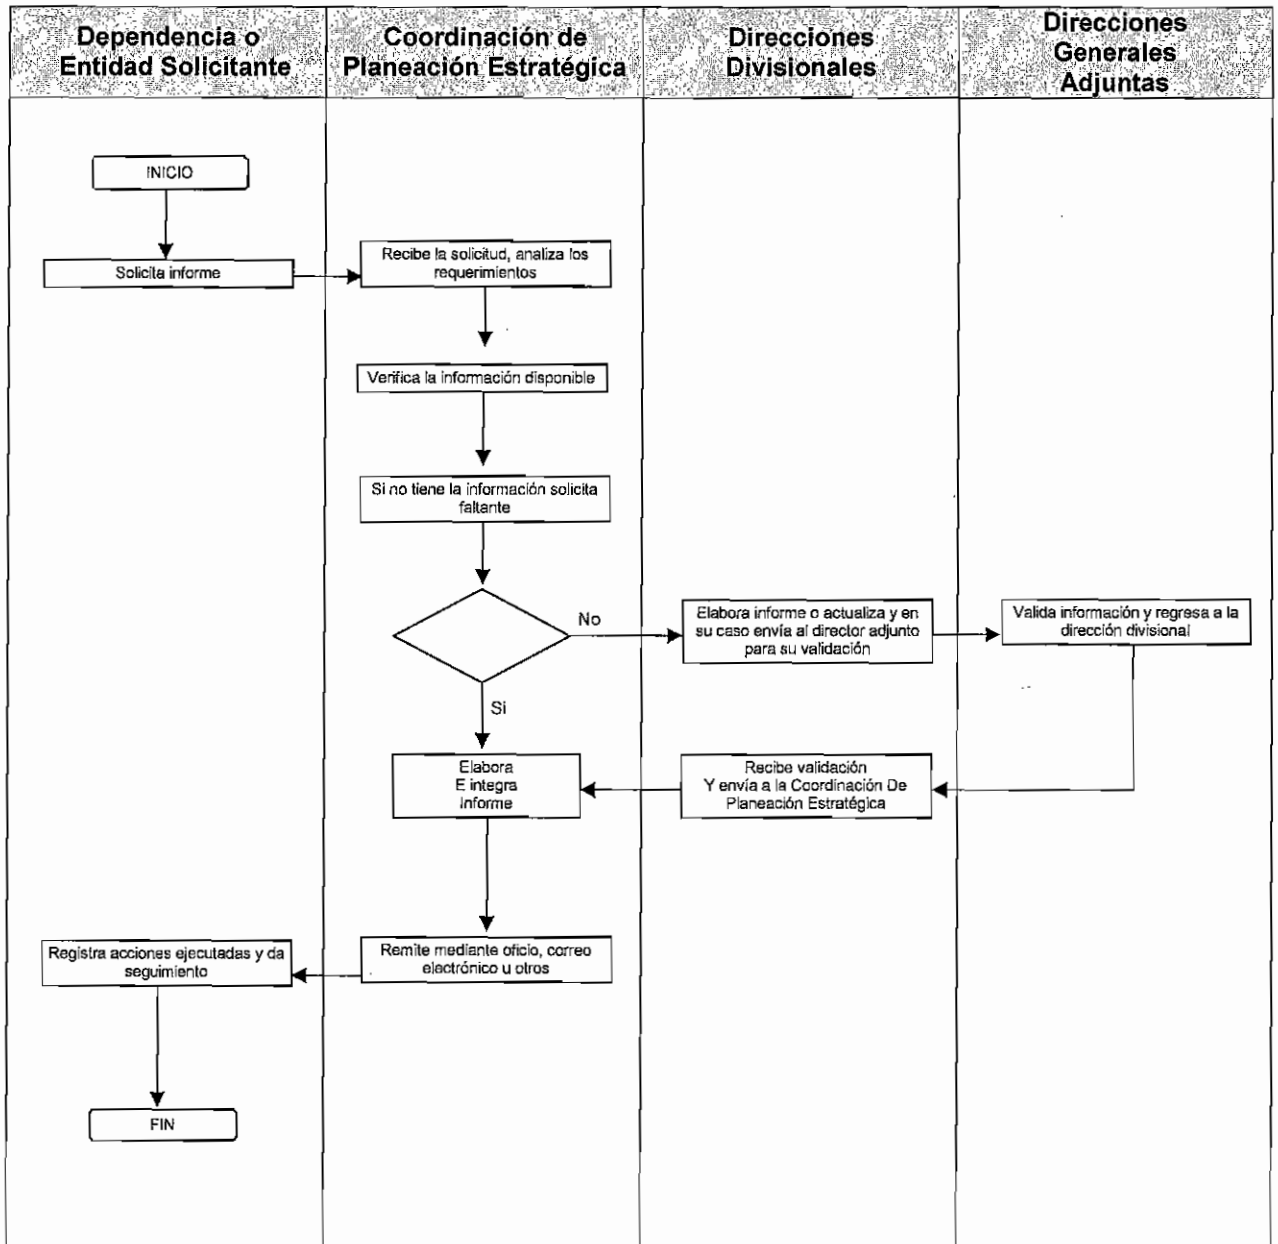 Dependencia o
Entidad Solicitante
Coordinación de
Planeación Estratégica
Direcciones
Divisionales
Direcciones
Generales
Adjuntas
INICIO
Solicita informe
Recibe la solicitud, analiza los
requerimientos
Verifica la información disponible
Si no tiene la información solicita
faltante
No
Elabora informe o actualiza y en
su caso envía al director adjunto
para su validación
Valida información y regresa a la
dirección divisional
Si
Elabora
E integra
Informe
Recibe validación
Y envía a la Coordinación De
Planeación Estratégica
Registra acciones ejecutadas y da
seguimiento
Remite mediante oficio, correo
electrónico u otros
FIN